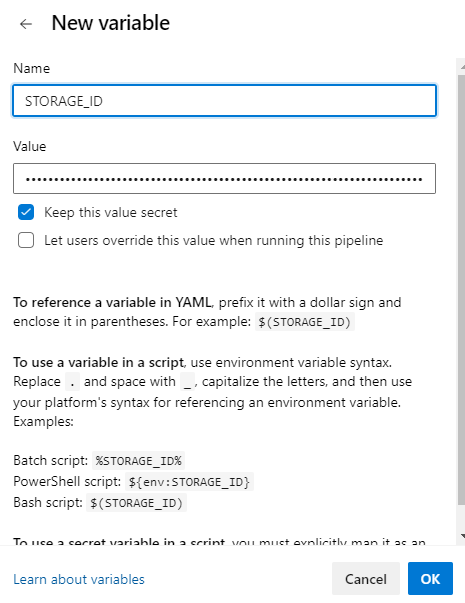 New variable
Name
STORAGE_ID
Value
••••••••••••••••••••••••••••••••••••••••••••••••••••••••••••••••••••
Keep this value secret
Let users override this value when running this pipeline
To reference a variable in YAML, prefix it with a dollar sign and
enclose it in parentheses. For example: $(STORAGE_ID)
To use a variable in a script, use environment variable syntax.
Replace . and space with _, capitalize the letters, and then use
your platform's syntax for referencing an environment variable.
Examples:
Batch script: %STORAGE_ID%
PowerShell script: ${env:STORAGE_ID}
Bash script: $(STORAGE_ID)
To use a secret variable in a script, you must explicitly map it as an
Learn about variables
Cancel
OK